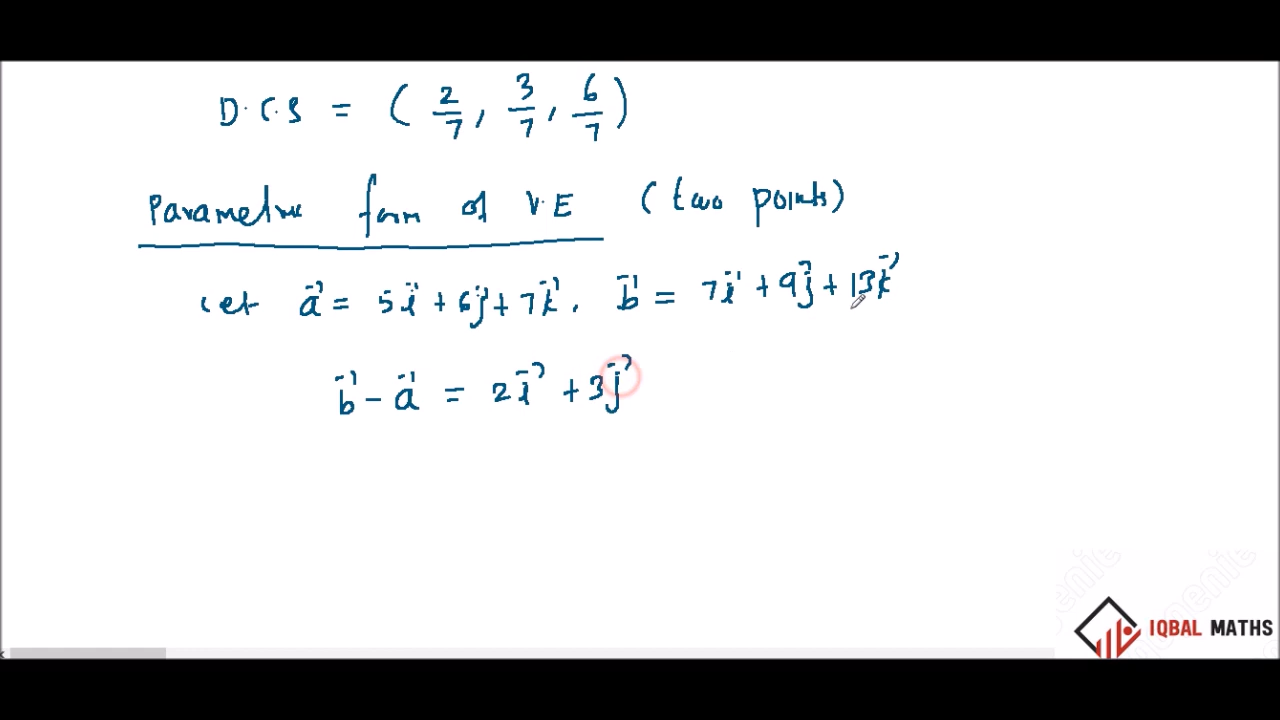 D.C.S = ( 2/7, 3/7, 6/7 )
Parametric form of V.E (two points)
Let a⃗ = 5i⃗ + 6j⃗ + 7k⃗, b⃗ = 7i⃗ + 9j⃗ + 13k⃗
b⃗ - a⃗ = 2i⃗ + 3j⃗
IQBAL MATHS